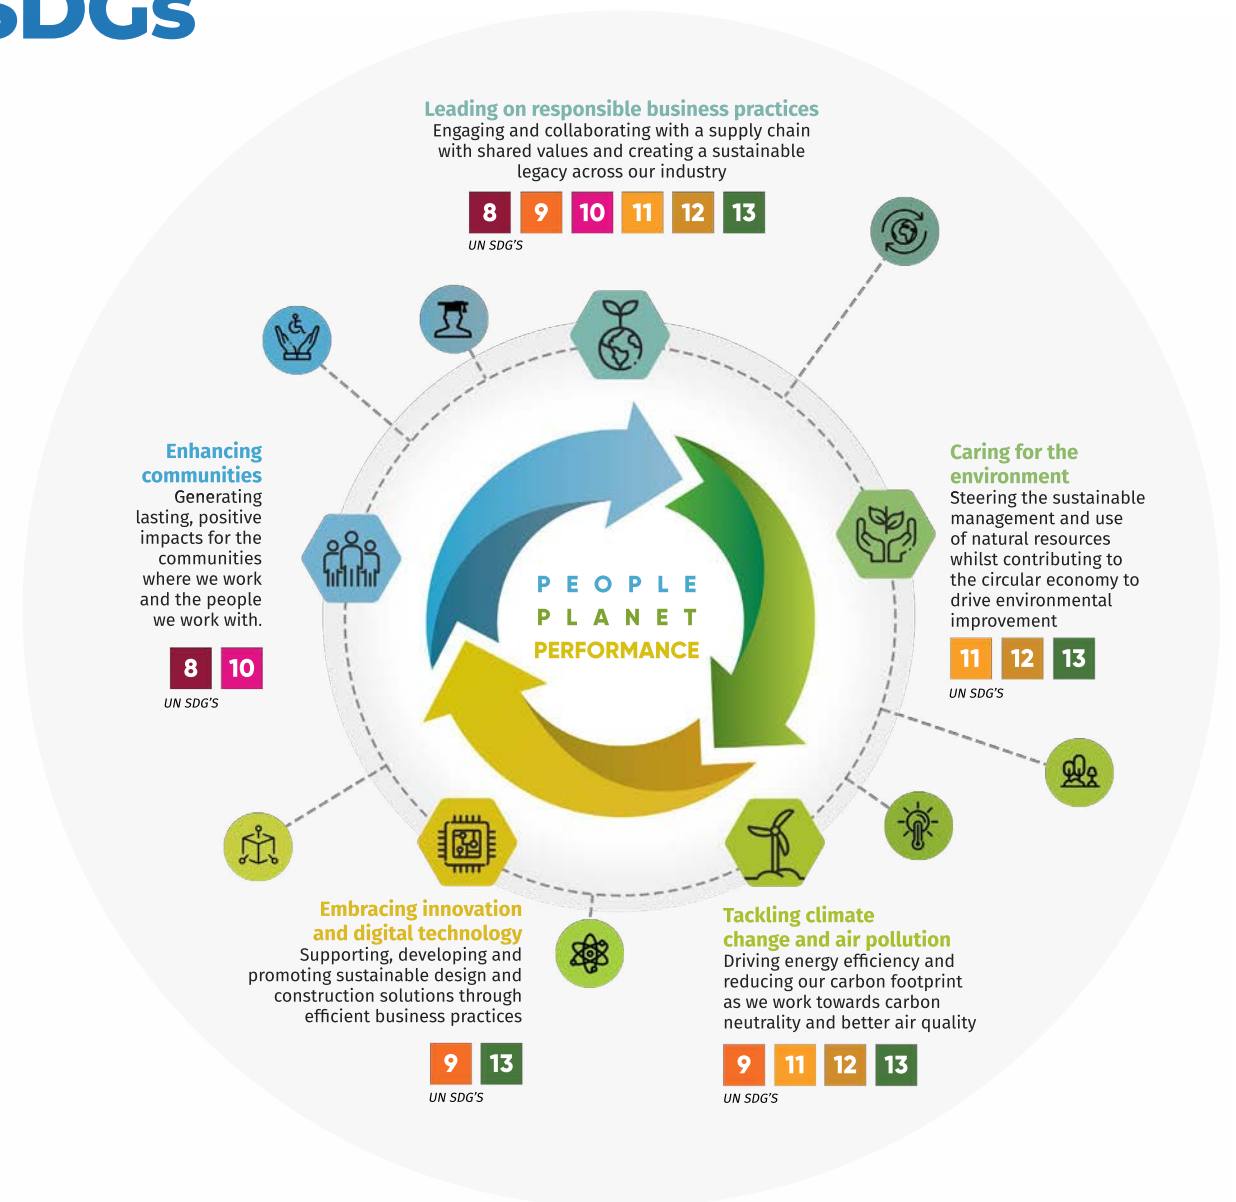 SDGs
Leading on responsible business practices
Engaging and collaborating with a supply chain
with shared values and creating a sustainable
legacy across our industry
8 9 10 11 12 13
UN SDG'S
Enhancing
communities
Generating
lasting, positive
impacts for the
communities
where we work
and the people
we work with.
8 10
UN SDG'S
PEOPLE
PLANET
PERFORMANCE
Caring for the
environment
Steering the sustainable
management and use
of natural resources
whilst contributing to
the circular economy to
drive environmental
improvement
11 12 13
UN SDG'S
Embracing innovation
and digital technology
Supporting, developing and
promoting sustainable design and
construction solutions through
efficient business practices
9 13
UN SDG'S
Tackling climate
change and air pollution
Driving energy efficiency and
reducing our carbon footprint
as we work towards carbon
neutrality and better air quality
9 11 12 13
UN SDG'S